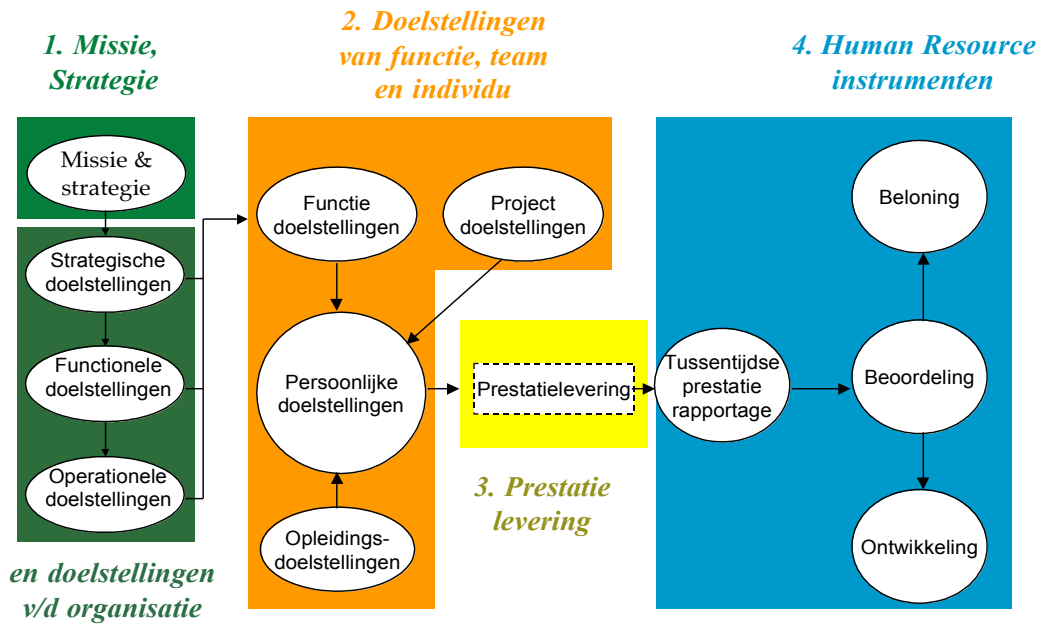 1. Missie,
Strategie
Missie &
strategie
Strategische
doelstellingen
Functionele
doelstellingen
Operationele
doelstellingen
en doelstellingen
v/d organisatie
2. Doelstellingen
van functie, team
en individu
Functie
doelstellingen
Project
doelstellingen
Persoonlijke
doelstellingen
Opleidings-
doelstellingen
Prestatielevering
3. Prestatie
levering
4. Human Resource
instrumenten
Tussentijdse
prestatie
rapportage
Beloning
Beoordeling
Ontwikkeling